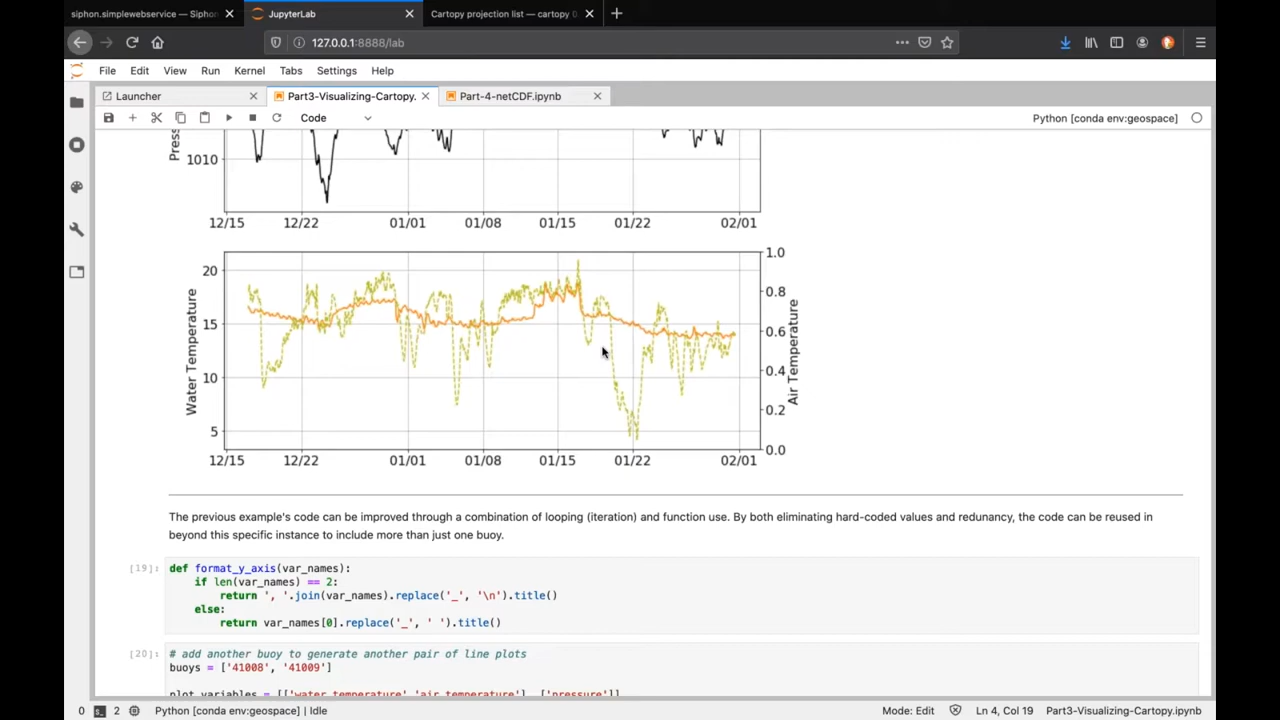 siphon.simplewebservice — Siphon
JupyterLab
Cartopy projection list — cartopy 0
127.0.0.1:8888/lab
File Edit View Run Kernel Tabs Settings Help
Launcher
Part3-Visualizing-Cartopy.
Part-4-netCDF.ipynb
Code
Python [conda env:geospace]
Press
1010
12/15 12/22 01/01 01/08 01/15 01/22 02/01
Water Temperature
20
15
10
5
1.0
0.8
0.6
0.4
0.2
0.0
Air Temperature
12/15 12/22 01/01 01/08 01/15 01/22 02/01
The previous example's code can be improved through a combination of looping (iteration) and function use. By both eliminating hard-coded values and redunancy, the code can be reused in
beyond this specific instance to include more than just one buoy.
[19]: def format_y_axis(var_names):
if len(var_names) == 2:
return ', '.join(var_names).replace('_', '\n').title()
else:
return var_names[0].replace('_', ' ').title()
[20]: # add another buoy to generate another pair of line plots
buoys = ['41008', '41009']
plot_variables = [['water_temperature','air_temperature'], ['pressure']]
0 2 Python [conda env:geospace] | Idle
Mode: Edit Ln 4, Col 19 Part3-Visualizing-Cartopy.ipynb